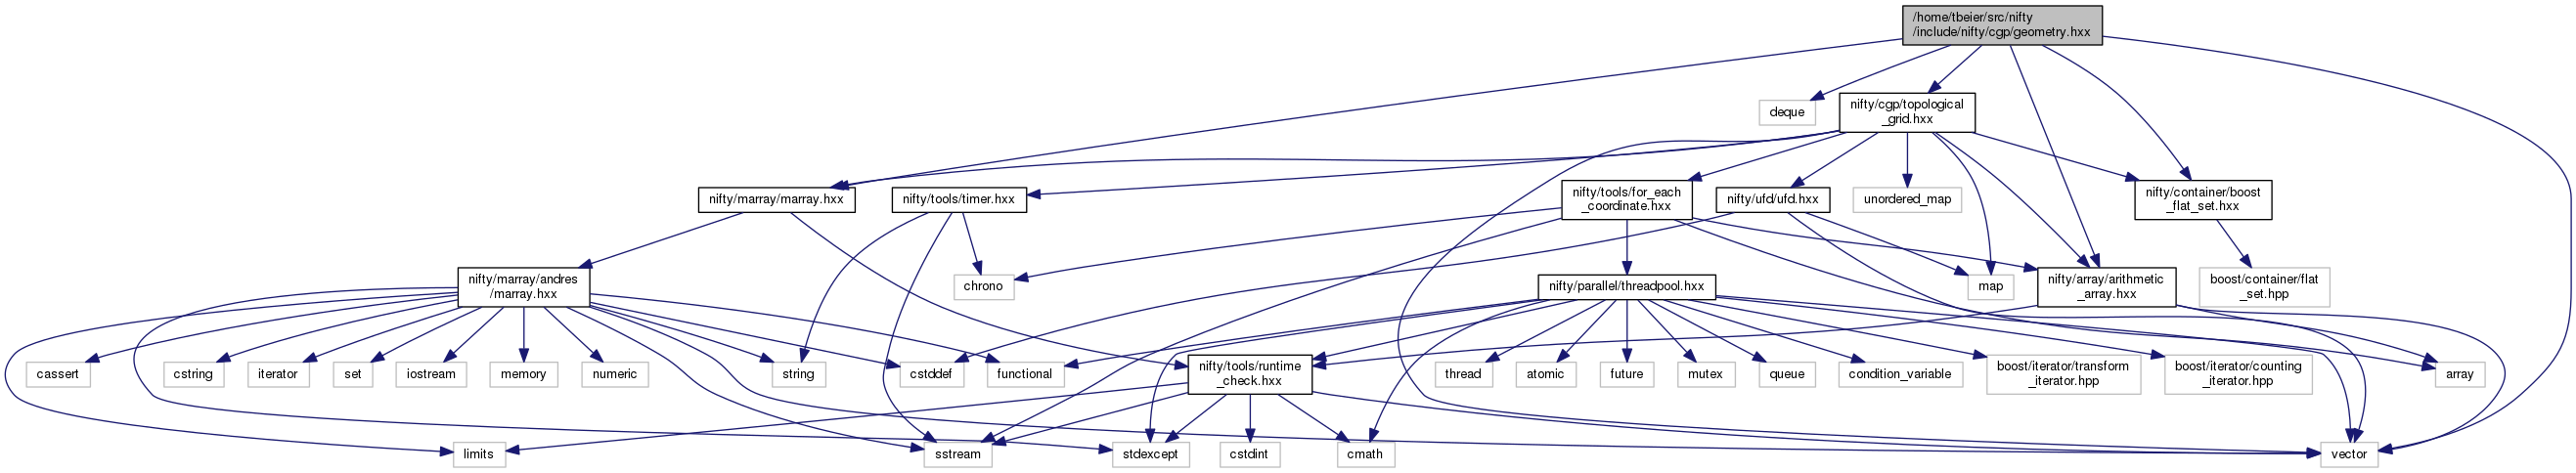 /home/tbeier/src/nifty
/include/nifty/cgp/geometry.hxx
deque
nifty/cgp/topological
_grid.hxx
nifty/marray/marray.hxx
nifty/tools/timer.hxx
nifty/tools/for_each
_coordinate.hxx
nifty/ufd/ufd.hxx
unordered_map
nifty/container/boost
_flat_set.hxx
nifty/marray/andres
/marray.hxx
chrono
nifty/parallel/threadpool.hxx
map
nifty/array/arithmetic
_array.hxx
boost/container/flat
_set.hpp
cassert
cstring
iterator
set
iostream
memory
numeric
string
cstddef
functional
nifty/tools/runtime
_check.hxx
thread
atomic
future
mutex
queue
condition_variable
boost/iterator/transform
_iterator.hpp
boost/iterator/counting
_iterator.hpp
array
limits
sstream
stdexcept
cstdint
cmath
vector